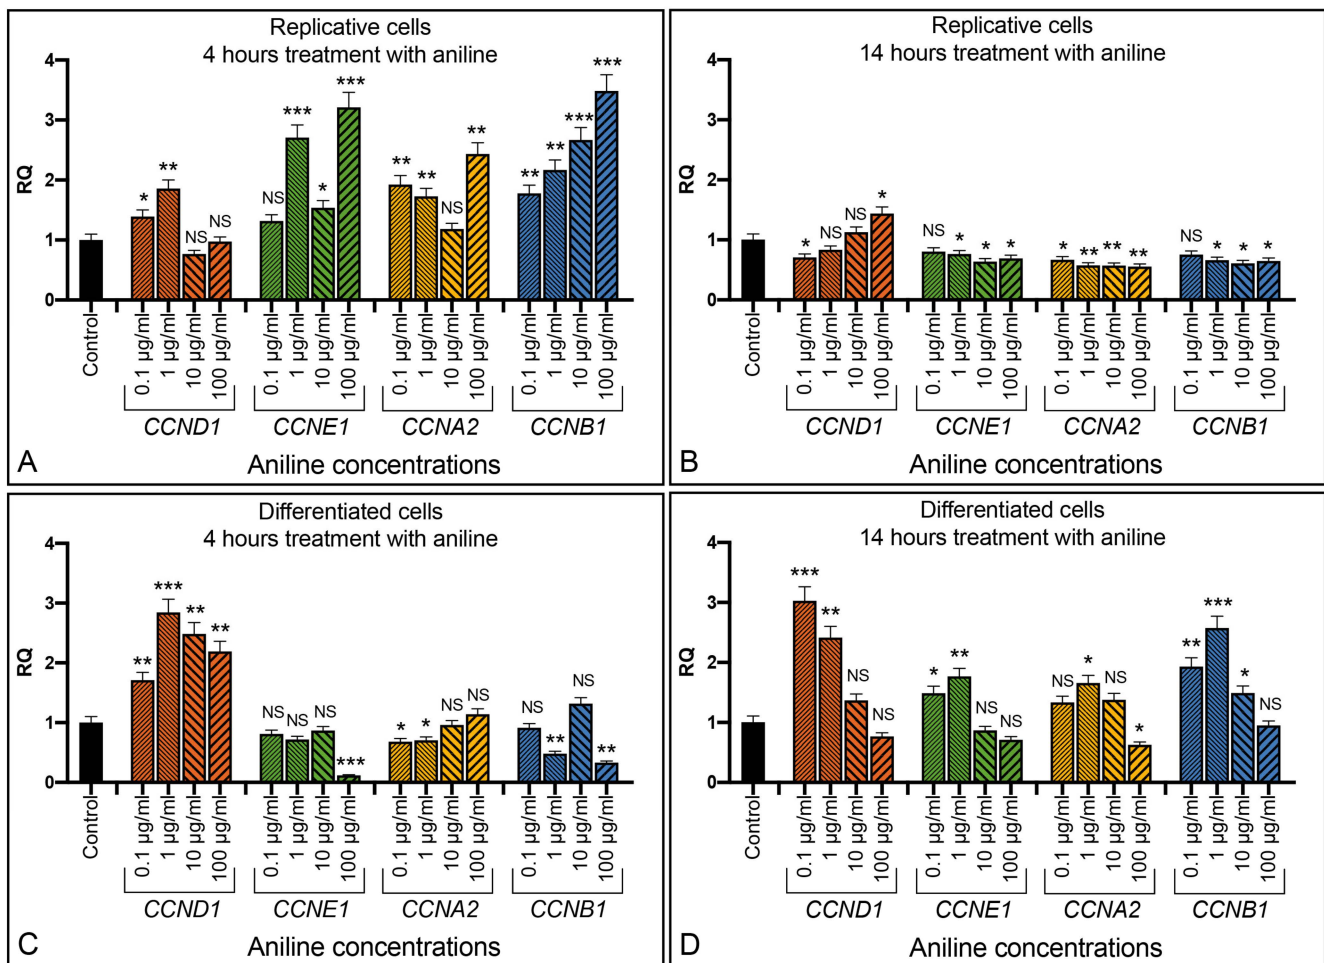 Replicative cells
4 hours treatment with aniline
4
3
2
1
0
RQ
* ** NS NS
NS *** * ***
** ** NS **
** ** *** ***
Control
0.1 µg/ml
1 µg/ml
10 µg/ml
100 µg/ml
0.1 µg/ml
1 µg/ml
10 µg/ml
100 µg/ml
0.1 µg/ml
1 µg/ml
10 µg/ml
100 µg/ml
0.1 µg/ml
1 µg/ml
10 µg/ml
100 µg/ml
CCND1 CCNE1 CCNA2 CCNB1
A Aniline concentrations
Replicative cells
14 hours treatment with aniline
4
3
2
1
0
RQ
* NS NS *
NS * * *
* ** ** **
NS * * *
Control
0.1 µg/ml
1 µg/ml
10 µg/ml
100 µg/ml
0.1 µg/ml
1 µg/ml
10 µg/ml
100 µg/ml
0.1 µg/ml
1 µg/ml
10 µg/ml
100 µg/ml
0.1 µg/ml
1 µg/ml
10 µg/ml
100 µg/ml
CCND1 CCNE1 CCNA2 CCNB1
B Aniline concentrations
Differentiated cells
4 hours treatment with aniline
4
3
2
1
0
RQ
** *** ** **
NS NS NS ***
* * NS NS
NS ** NS **
Control
0.1 µg/ml
1 µg/ml
10 µg/ml
100 µg/ml
0.1 µg/ml
1 µg/ml
10 µg/ml
100 µg/ml
0.1 µg/ml
1 µg/ml
10 µg/ml
100 µg/ml
0.1 µg/ml
1 µg/ml
10 µg/ml
100 µg/ml
CCND1 CCNE1 CCNA2 CCNB1
C Aniline concentrations
Differentiated cells
14 hours treatment with aniline
4
3
2
1
0
RQ
*** ** NS NS
* ** NS NS
NS * NS *
** *** * NS
Control
0.1 µg/ml
1 µg/ml
10 µg/ml
100 µg/ml
0.1 µg/ml
1 µg/ml
10 µg/ml
100 µg/ml
0.1 µg/ml
1 µg/ml
10 µg/ml
100 µg/ml
0.1 µg/ml
1 µg/ml
10 µg/ml
100 µg/ml
CCND1 CCNE1 CCNA2 CCNB1
D Aniline concentrations